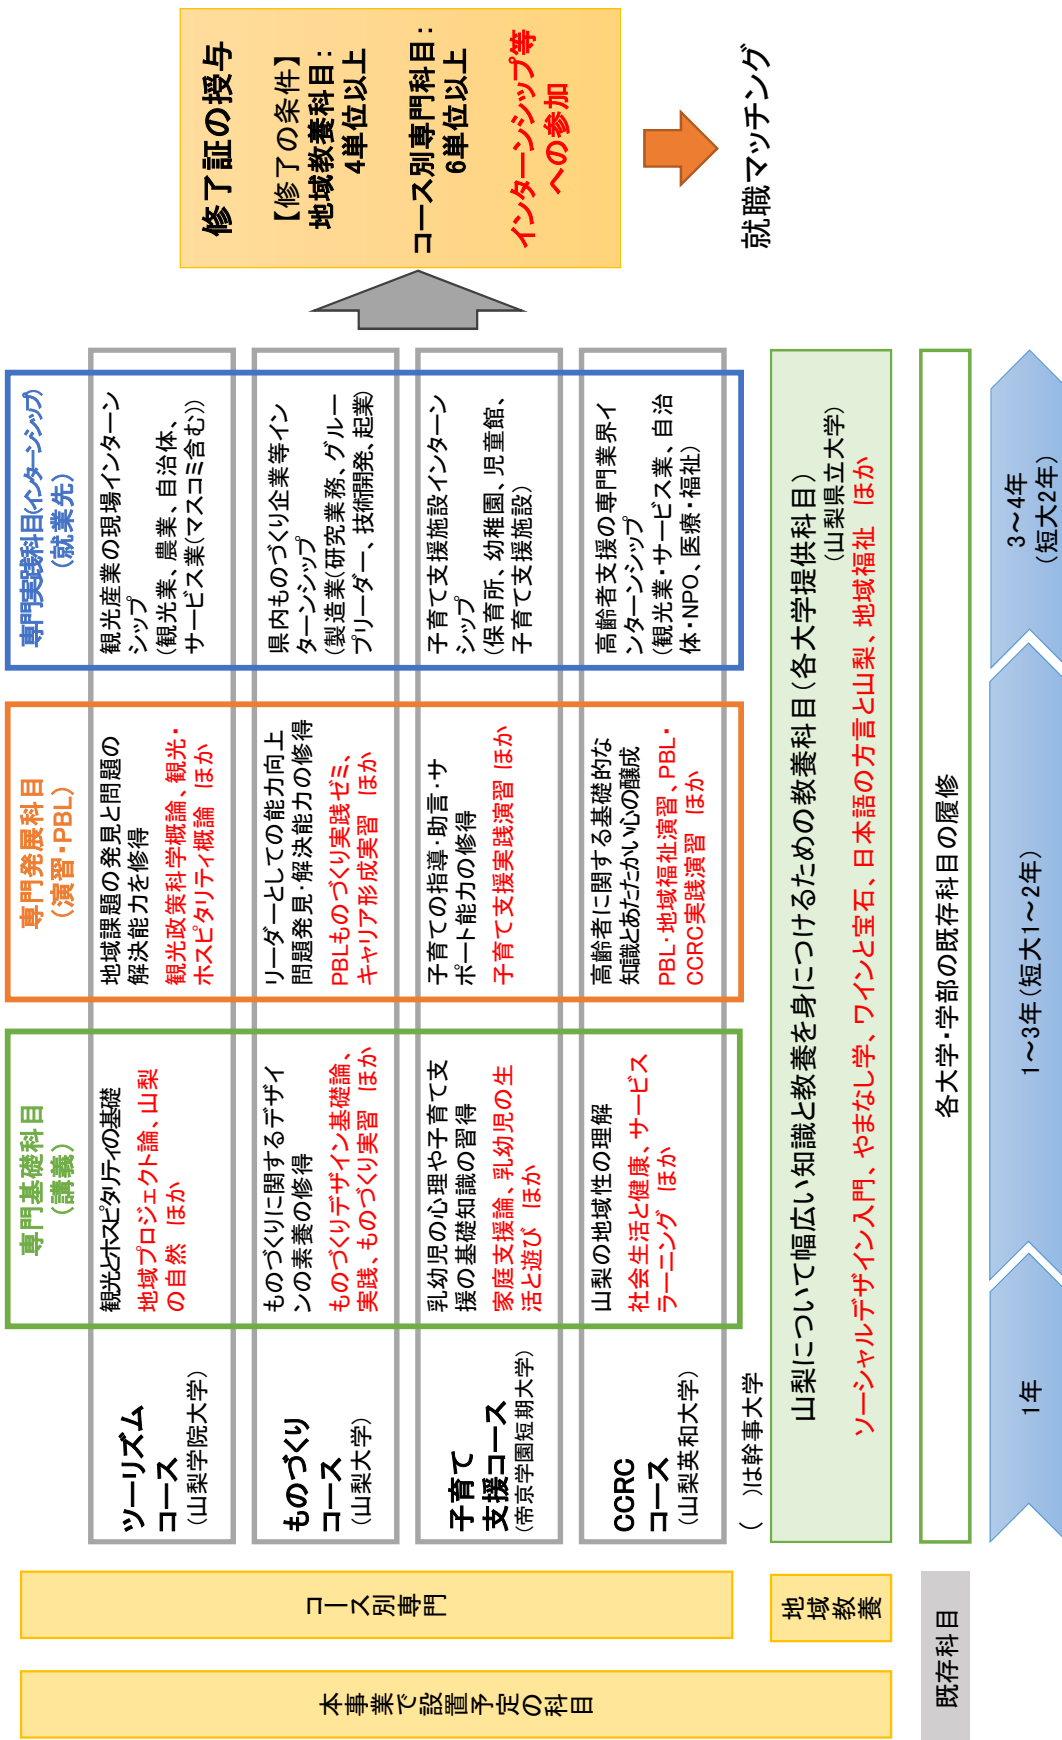 本事業で設置予定の科目
コース別専門
地域
教養
既存科目
専門基礎科目
（講義）
専門発展科目
（演習・PBL）
専門実践科目(インターンシップ)
（就業先）
ツーリズム
コース
（山梨学院大学）
観光とホスピタリティの基礎
地域プロジェクト論、山梨
の自然　ほか
地域課題の発見と問題の
解決能力を修得
観光政策科学概論、観光・
ホスピタリティ概論　ほか
観光産業の現場インターン
シップ
(観光業、農業、自治体、
サービス業(マスコミ含む))
ものづくり
コース
（山梨大学）
ものづくりに関するデザイ
ンの素養の修得
ものづくりデザイン基礎論、
実践、ものづくり実習　ほか
リーダーとしての能力向上
問題発見・解決能力の修得
PBLものづくり実践ゼミ、
キャリア形成実習　ほか
県内ものづくり企業等イン
ターンシップ
(製造業(研究業務、グルー
プリーダー、技術開発、起業)
子育て
支援コース
（帝京学園短期大学）
乳幼児の心理や子育て支
援の基礎知識の習得
家庭支援論、乳幼児の生
活と遊び　ほか
子育ての指導・助言・サ
ポート能力の修得
子育て支援実践演習 ほか
子育て支援施設インターン
シップ
(保育所、幼稚園、児童館、
子育て支援施設)
CCRC
コース
（山梨英和大学）
山梨の地域性の理解
社会生活と健康、サービス
ラーニング　ほか
高齢者に関する基礎的な
知識とあたたかい心の醸成
PBL・地域福祉演習、PBL・
CCRC実践演習　ほか
高齢者支援の専門業界イ
ンターンシップ
(観光業・サービス業、自治
体・NPO、医療・福祉)
（　）は幹事大学
山梨について幅広い知識と教養を身につけるための教養科目（各大学提供科目）
（山梨県立大学）
ソーシャルデザイン入門、やまなし学、ワインと宝石、日本語の方言と山梨、地域福祉　ほか
各大学・学部の既存科目の履修
1年
1～3年（短大1～2年）
3～4年
（短大2年）
修了証の授与
【修了の条件】
地域教養科目：
4単位以上
コース別専門科目：
6単位以上
インターンシップ等
への参加
就職マッチング